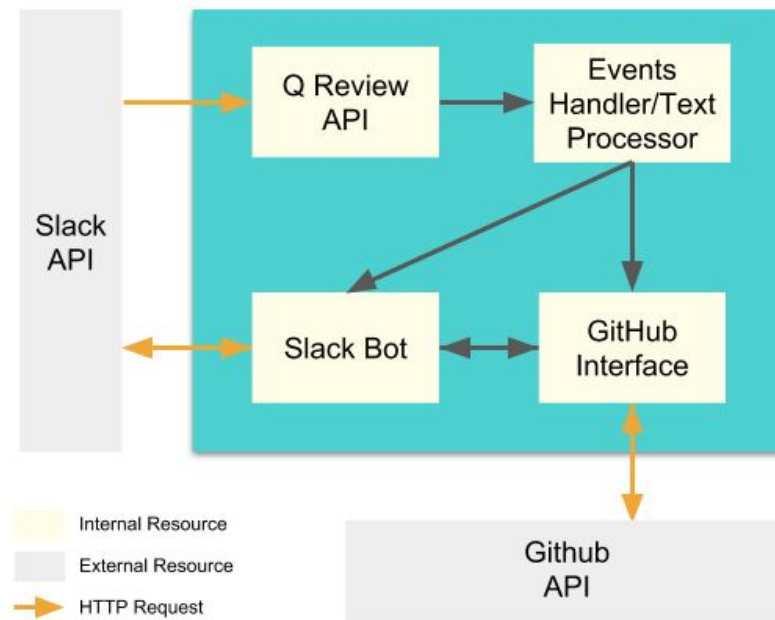 Q Review
API
Events
Handler/Text
Processor
Slack
API
Slack Bot
GitHub
Interface
Internal Resource
External Resource
HTTP Request
Github
API